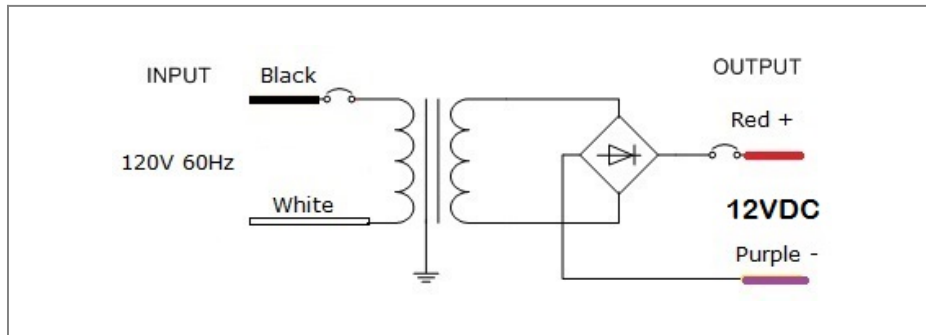 INPUT
Black
120V 60Hz
White
OUTPUT
Red +
12VDC
Purple -